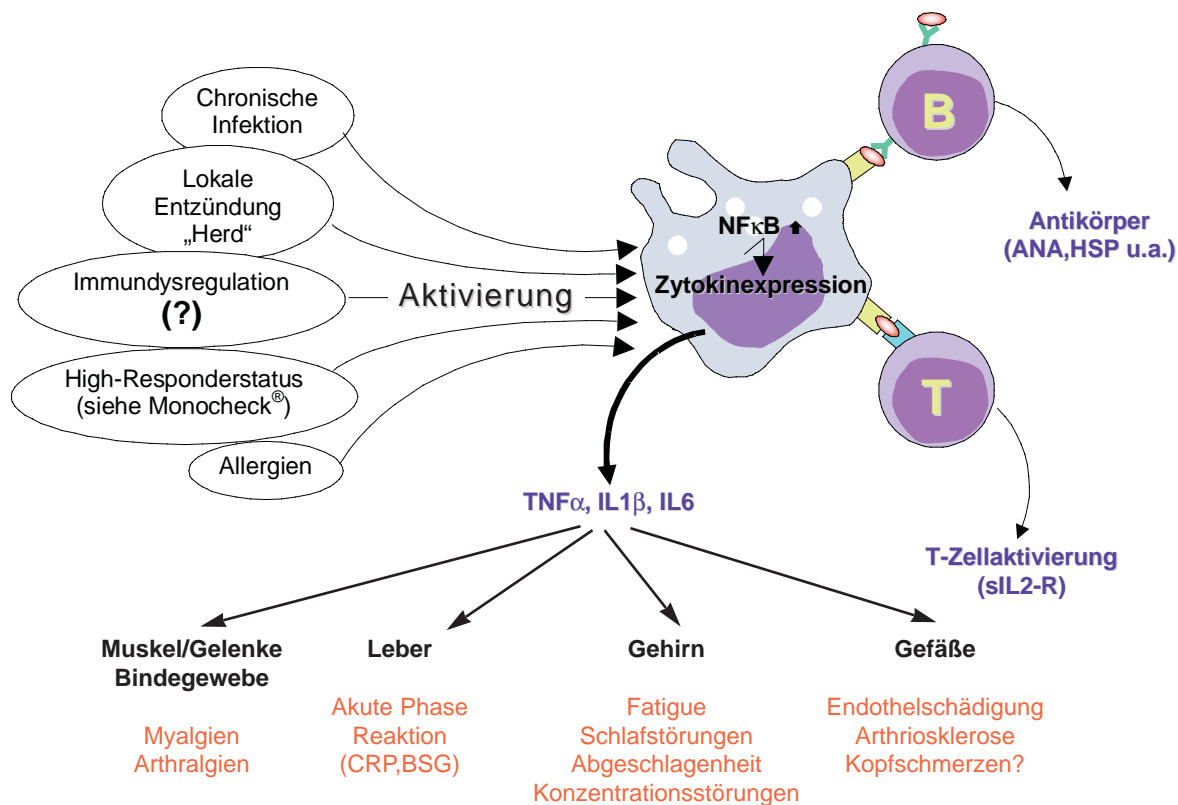 Chronische
Infektion
Lokale
Entzündung
„Herd“
Immundysregulation
(?)
High-Responderstatus
(siehe Monocheck®)
Allergien
Aktivierung
NFκB
Zytokinexpression
B
Antikörper
(ANA,HSP u.a.)
T
T-Zellaktivierung
(sIL2-R)
TNFα, IL1β, IL6
Muskel/Gelenke
Bindegewebe
Myalgien
Arthralgien
Leber
Akute Phase
Reaktion
(CRP,BSG)
Gehirn
Fatigue
Schlafstörungen
Abgeschlagenheit
Konzentrationsstörungen
Gefäße
Endothelschädigung
Arthriosklerose
Kopfschmerzen?